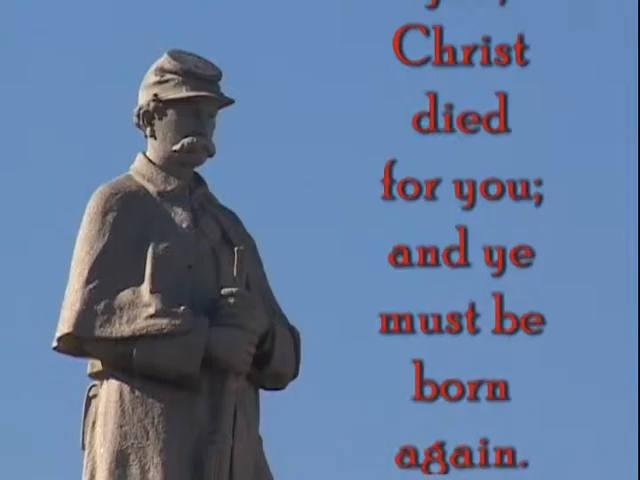 Christ
died
for you;
and ye
must be
born
again.